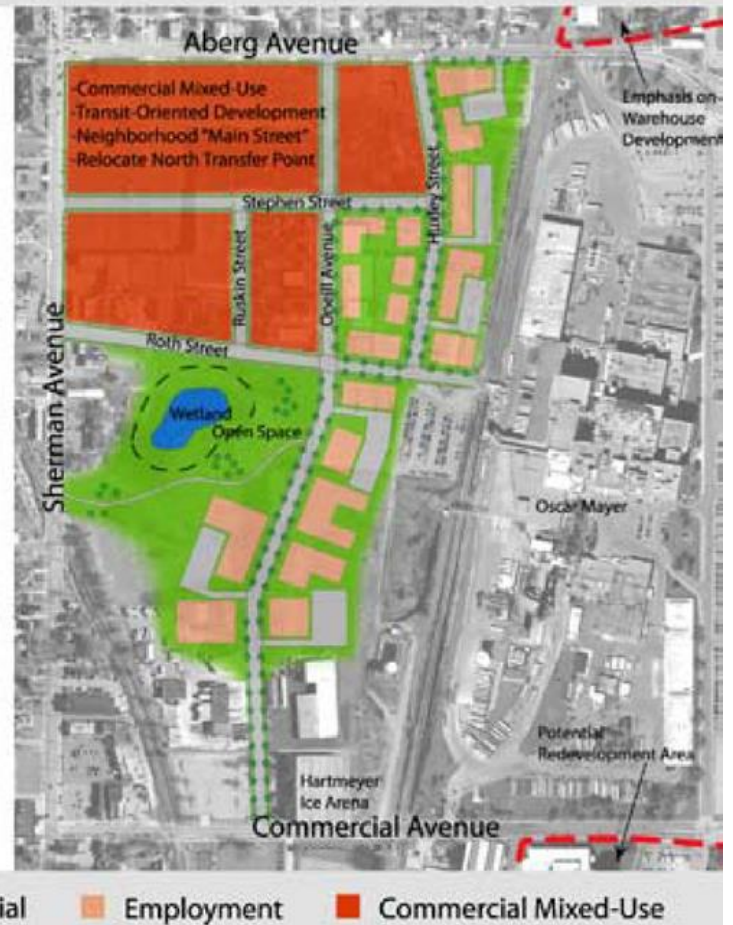 Aberg Avenue
-Commercial Mixed-Use
-Transit-Oriented Development
-Neighborhood "Main Street"
-Relocate North Transfer Point
Emphasis on
Warehouse
Development
Huxley Street
Stephen Street
Ruskin Street
Oneill Avenue
Roth Street
Sherman Avenue
Wetland
Open Space
Oscar Mayer
Potential
Redevelopment Area
Hartmeyer
Ice Arena
Commercial Avenue
ial
Employment
Commercial Mixed-Use